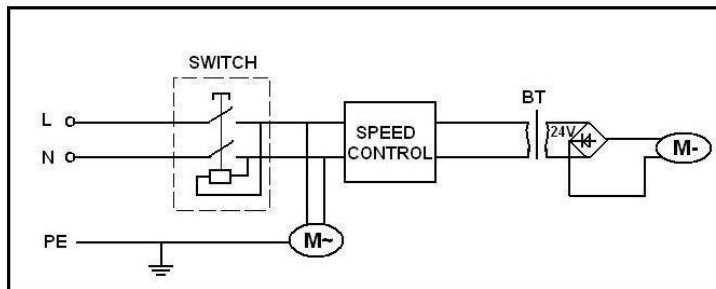 SWITCH
L
N
PE
SPEED
CONTROL
M~
BT
24V
M-